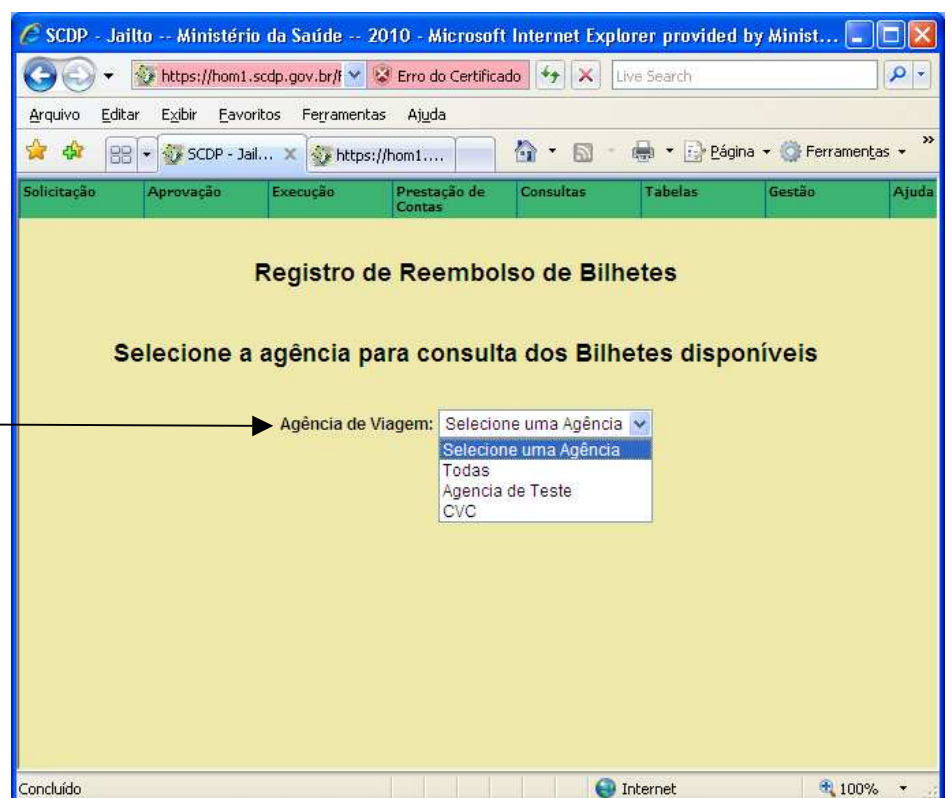 SCDP - Jailto -- Ministério da Saúde -- 2010 - Microsoft Internet Explorer provided by Minist...
https://hom1.scdp.gov.br/ Erro do Certificado Live Search
Arquivo Editar Exibir Favoritos Ferramentas Ajuda
SCDP - Jail... https://hom1.... Página Ferramentas
Solicitação Aprovação Execução Prestação de Contas Consultas Tabelas Gestão Ajuda
Registro de Reembolso de Bilhetes
Selecione a agência para consulta dos Bilhetes disponíveis
Agência de Viagem: Selecione uma Agência
Selecione uma Agência
Todas
Agencia de Teste
CVC
Concluído Internet 100%